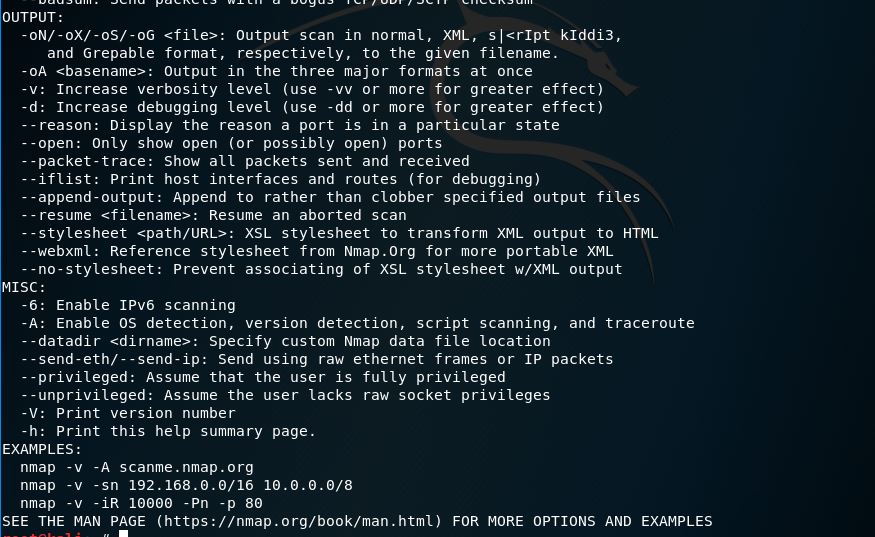 --badsum: Send packets with a bogus TCP/UDP/SCTP checksum
OUTPUT:
  -oN/-oX/-oS/-oG <file>: Output scan in normal, XML, s|<rIpt kIddi3,
     and Grepable format, respectively, to the given filename.
  -oA <basename>: Output in the three major formats at once
  -v: Increase verbosity level (use -vv or more for greater effect)
  -d: Increase debugging level (use -dd or more for greater effect)
  --reason: Display the reason a port is in a particular state
  --open: Only show open (or possibly open) ports
  --packet-trace: Show all packets sent and received
  --iflist: Print host interfaces and routes (for debugging)
  --append-output: Append to rather than clobber specified output files
  --resume <filename>: Resume an aborted scan
  --stylesheet <path/URL>: XSL stylesheet to transform XML output to HTML
  --webxml: Reference stylesheet from Nmap.Org for more portable XML
  --no-stylesheet: Prevent associating of XSL stylesheet w/XML output
MISC:
  -6: Enable IPv6 scanning
  -A: Enable OS detection, version detection, script scanning, and traceroute
  --datadir <dirname>: Specify custom Nmap data file location
  --send-eth/--send-ip: Send using raw ethernet frames or IP packets
  --privileged: Assume that the user is fully privileged
  --unprivileged: Assume the user lacks raw socket privileges
  -V: Print version number
  -h: Print this help summary page.
EXAMPLES:
  nmap -v -A scanme.nmap.org
  nmap -v -sn 192.168.0.0/16 10.0.0.0/8
  nmap -v -iR 10000 -Pn -p 80
SEE THE MAN PAGE (https://nmap.org/book/man.html) FOR MORE OPTIONS AND EXAMPLES
root@kali:~#